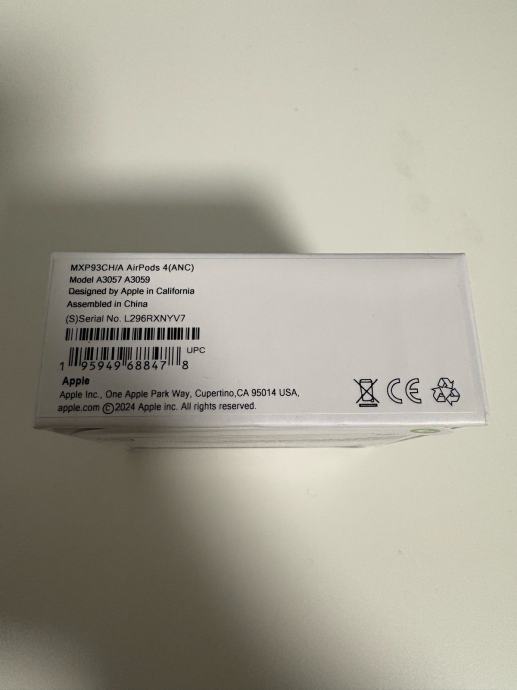 MXP93CH/A AirPods 4(ANC)
Model A3057 A3059
Designed by Apple in California
Assembled in China
(S)Serial No. L296RXNYV7
UPC
1 95949 68847 8
Apple
Apple Inc., One Apple Park Way, Cupertino,CA 95014 USA,
apple.com ©2024 Apple inc. All rights reserved.
CE